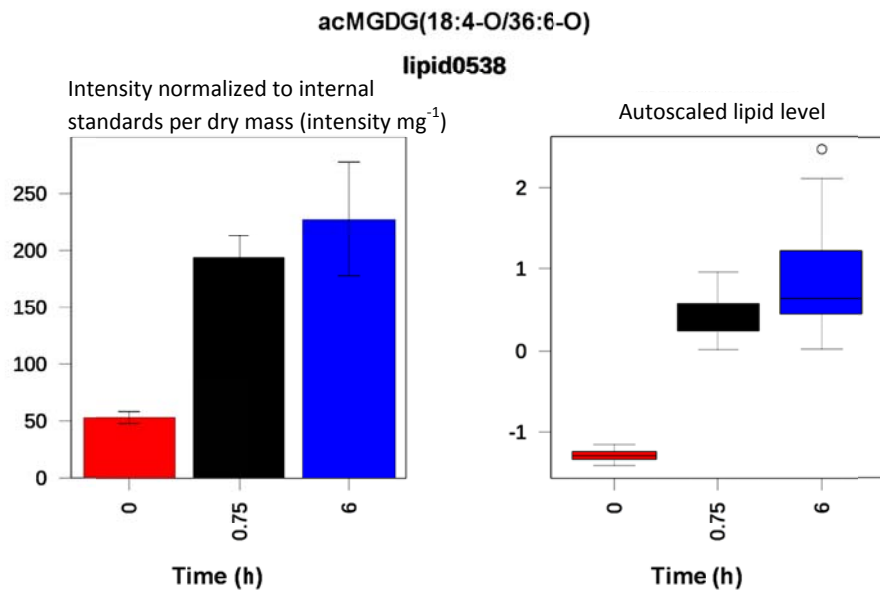 acMGDG(18:4-O/36:6-O)
lipid0538
Intensity normalized to internal
standards per dry mass (intensity mg⁻¹)
250
200
150
100
50
0
0
0.75
6
Time (h)
Autoscaled lipid level
2
1
0
-1
0
0.75
6
Time (h)